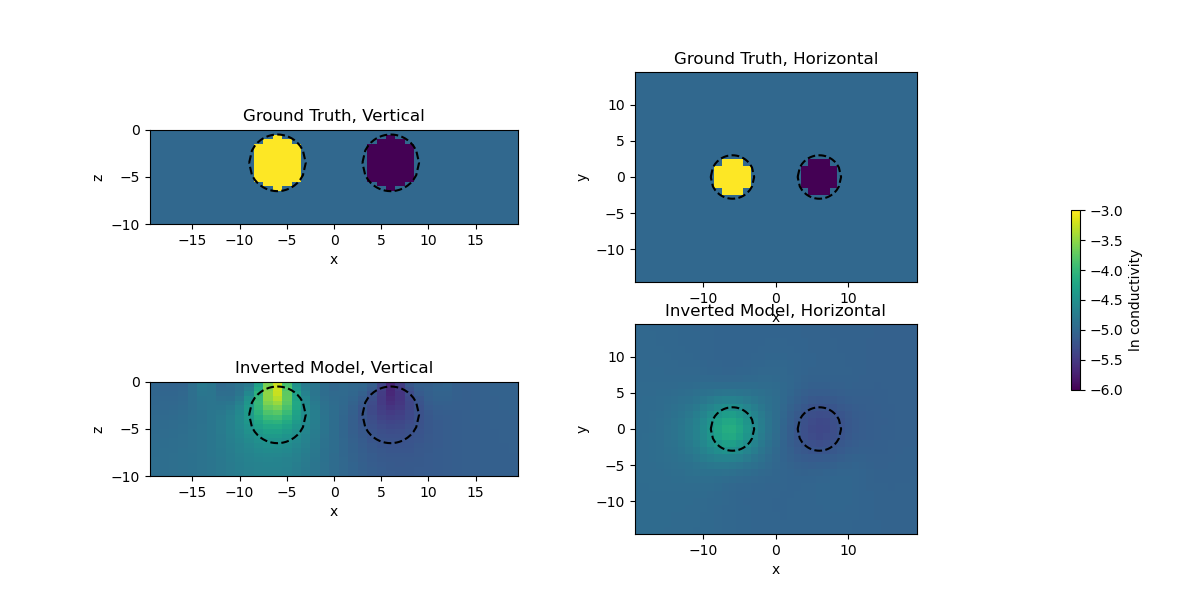 Ground Truth, Vertical
0
−5
−10
z
−15 −10 −5 0 5 10 15
x
Ground Truth, Horizontal
10
5
0
−5
−10
y
−10 0 10
x
Inverted Model, Vertical
0
−5
−10
z
−15 −10 −5 0 5 10 15
x
Inverted Model, Horizontal
10
5
0
−5
−10
y
−10 0 10
x
−3.0
−3.5
−4.0
−4.5
−5.0
−5.5
−6.0
ln conductivity